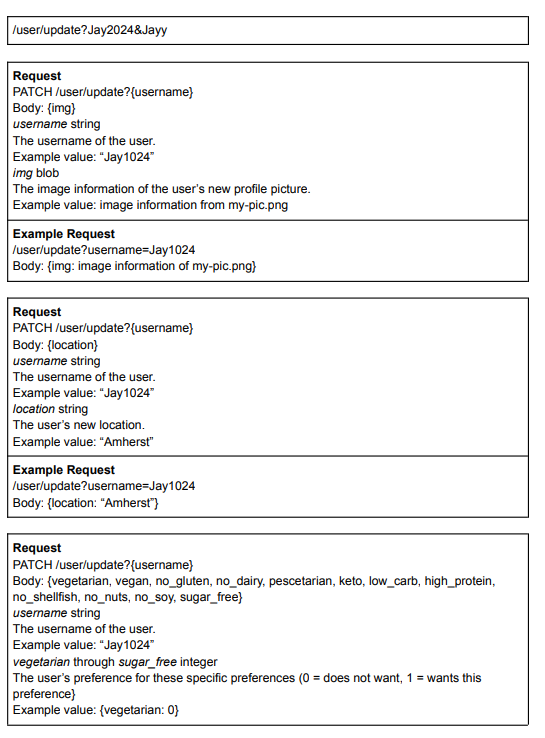 /user/update?Jay2024&Jayy
Request
PATCH /user/update?{username}
Body: {img}
username string
The username of the user.
Example value: “Jay1024”
img blob
The image information of the user’s new profile picture.
Example value: image information from my-pic.png
Example Request
/user/update?username=Jay1024
Body: {img: image information of my-pic.png}
Request
PATCH /user/update?{username}
Body: {location}
username string
The username of the user.
Example value: “Jay1024”
location string
The user’s new location.
Example value: “Amherst”
Example Request
/user/update?username=Jay1024
Body: {location: “Amherst”}
Request
PATCH /user/update?{username}
Body: {vegetarian, vegan, no_gluten, no_dairy, pescetarian, keto, low_carb, high_protein,
no_shellfish, no_nuts, no_soy, sugar_free}
username string
The username of the user.
Example value: “Jay1024”
vegetarian through sugar_free integer
The user’s preference for these specific preferences (0 = does not want, 1 = wants this
preference}
Example value: {vegetarian: 0}